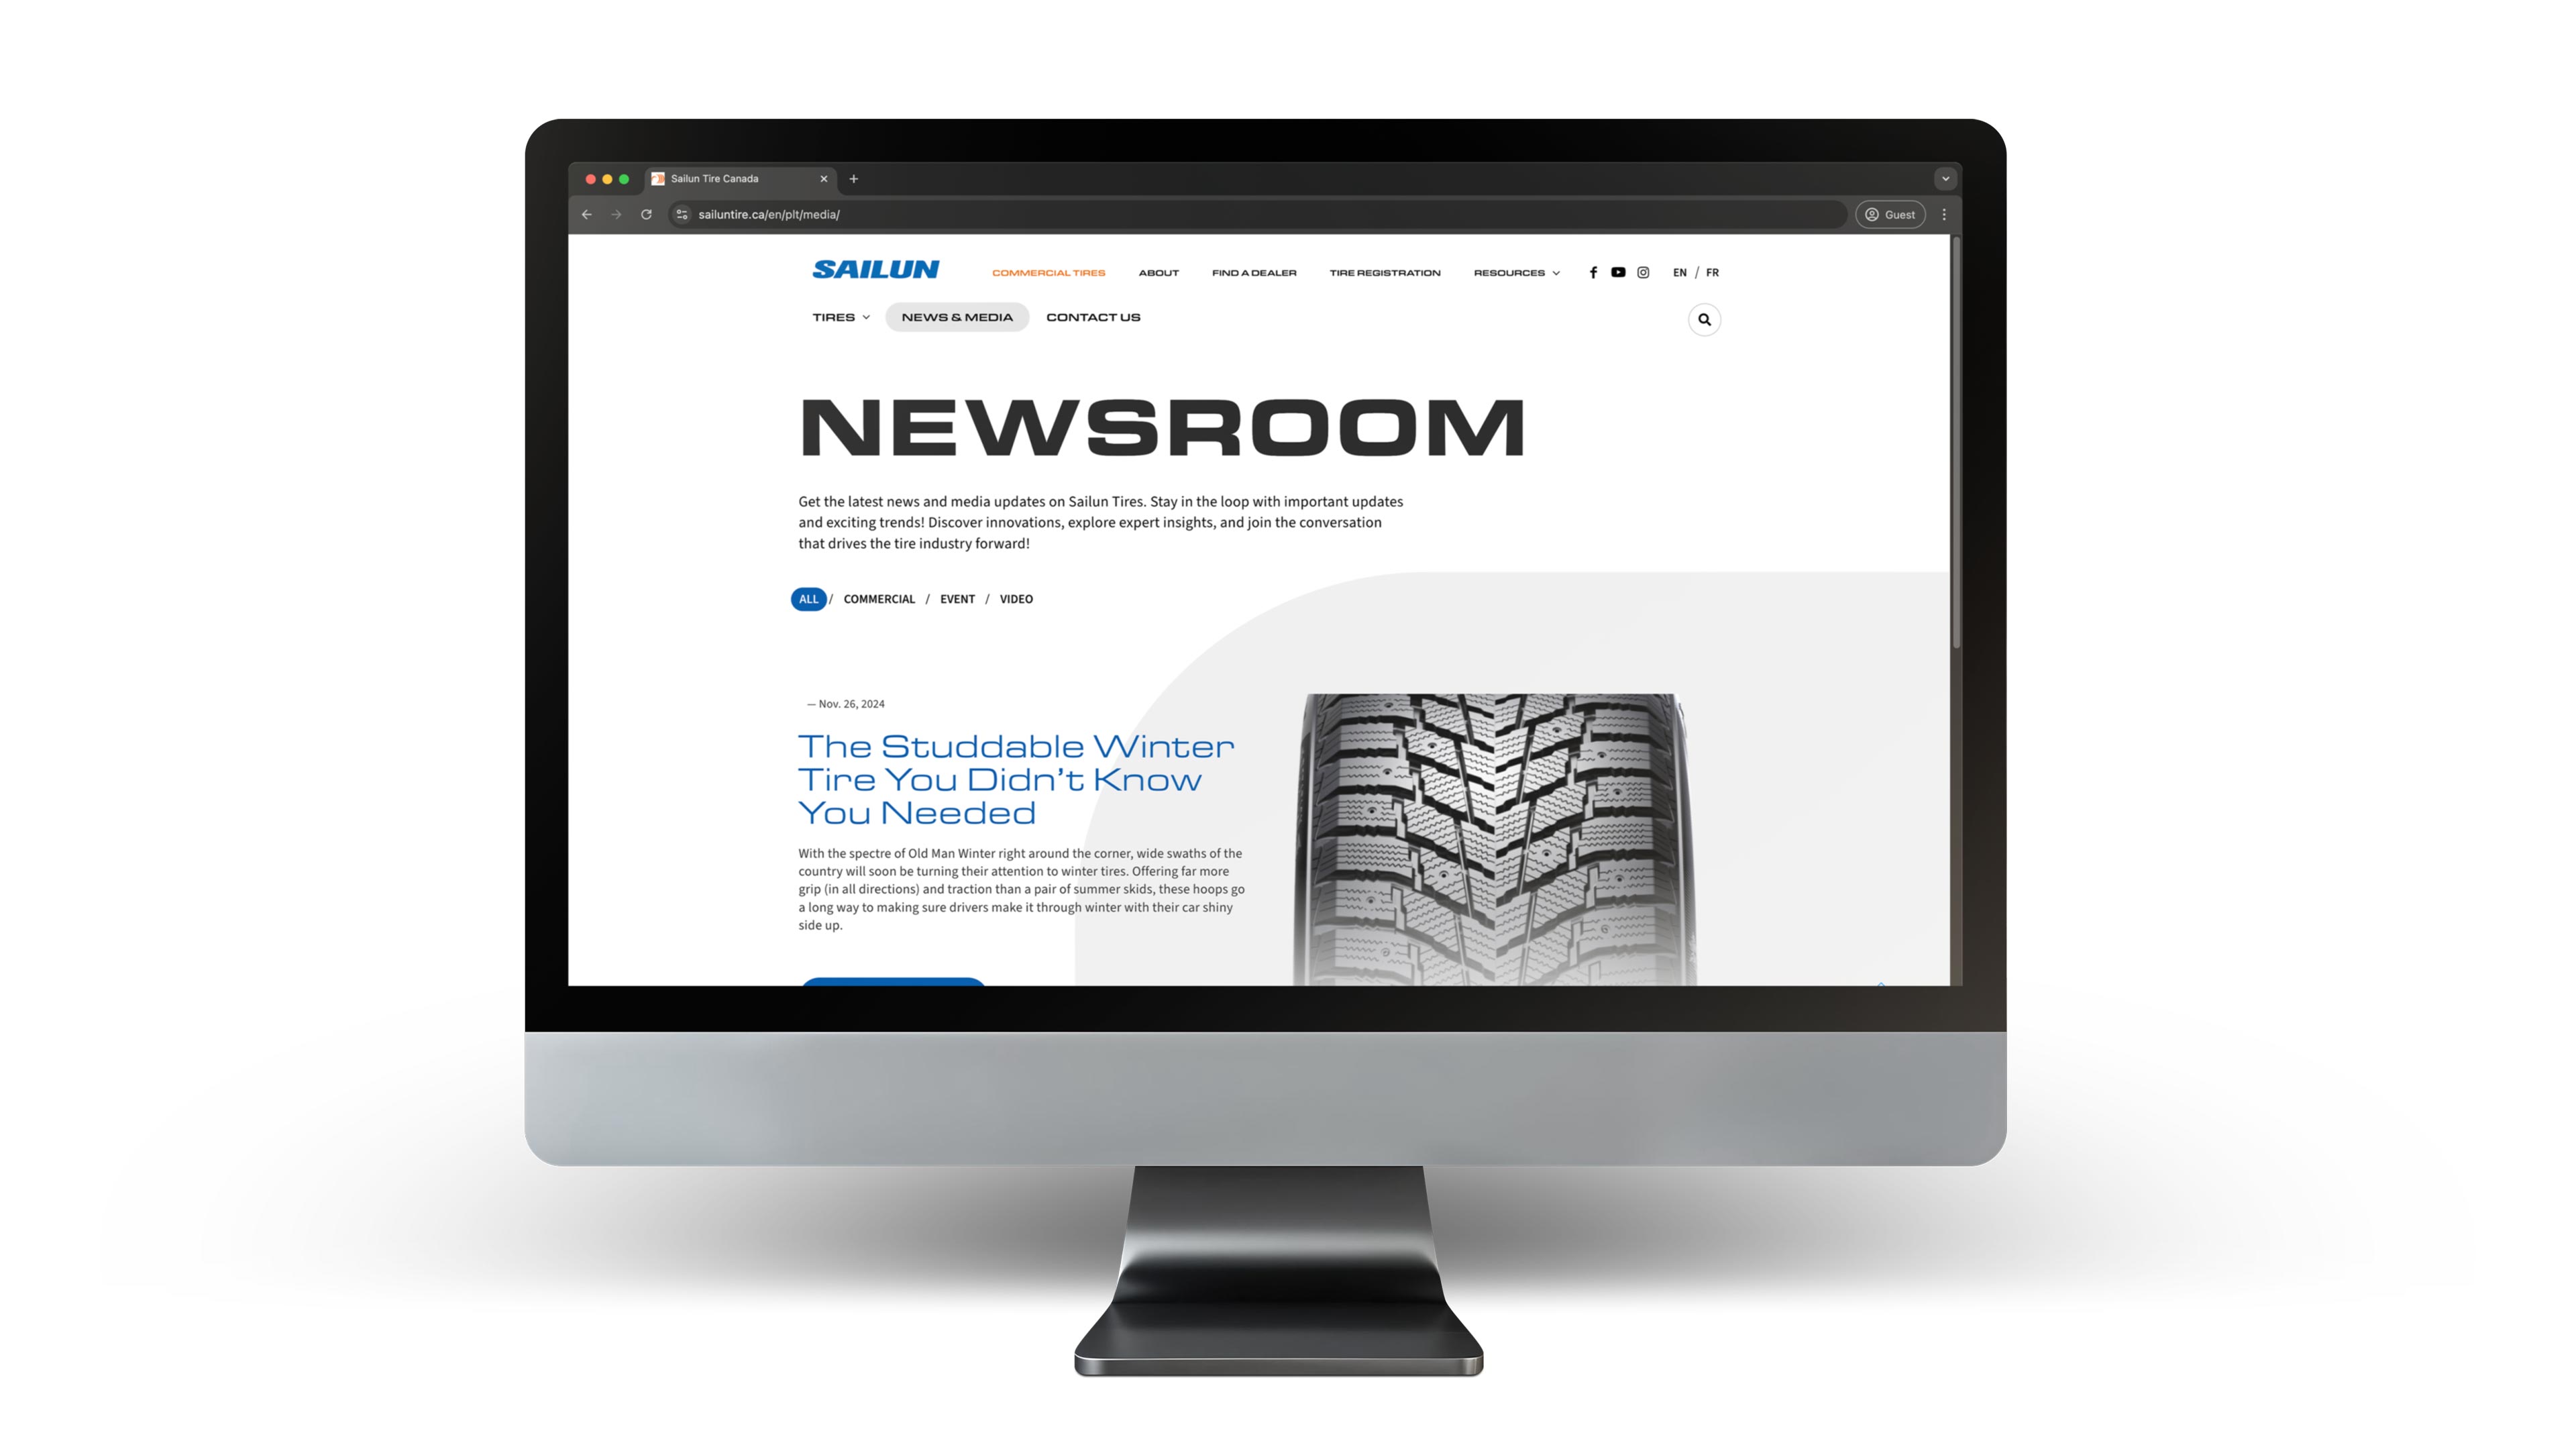 Sailun Tire Canada
sailuntire.ca/en/plt/media/
Guest
SAILUN
COMMERCIAL TIRES
ABOUT
FIND A DEALER
TIRE REGISTRATION
RESOURCES
EN / FR
TIRES
NEWS & MEDIA
CONTACT US
NEWSROOM
Get the latest news and media updates on Sailun Tires. Stay in the loop with important updates
and exciting trends! Discover innovations, explore expert insights, and join the conversation
that drives the tire industry forward!
ALL / COMMERCIAL / EVENT / VIDEO
— Nov. 26, 2024
The Studdable Winter
Tire You Didn’t Know
You Needed
With the spectre of Old Man Winter right around the corner, wide swaths of the
country will soon be turning their attention to winter tires. Offering far more
grip (in all directions) and traction than a pair of summer skids, these hoops go
a long way to making sure drivers make it through winter with their car shiny
side up.